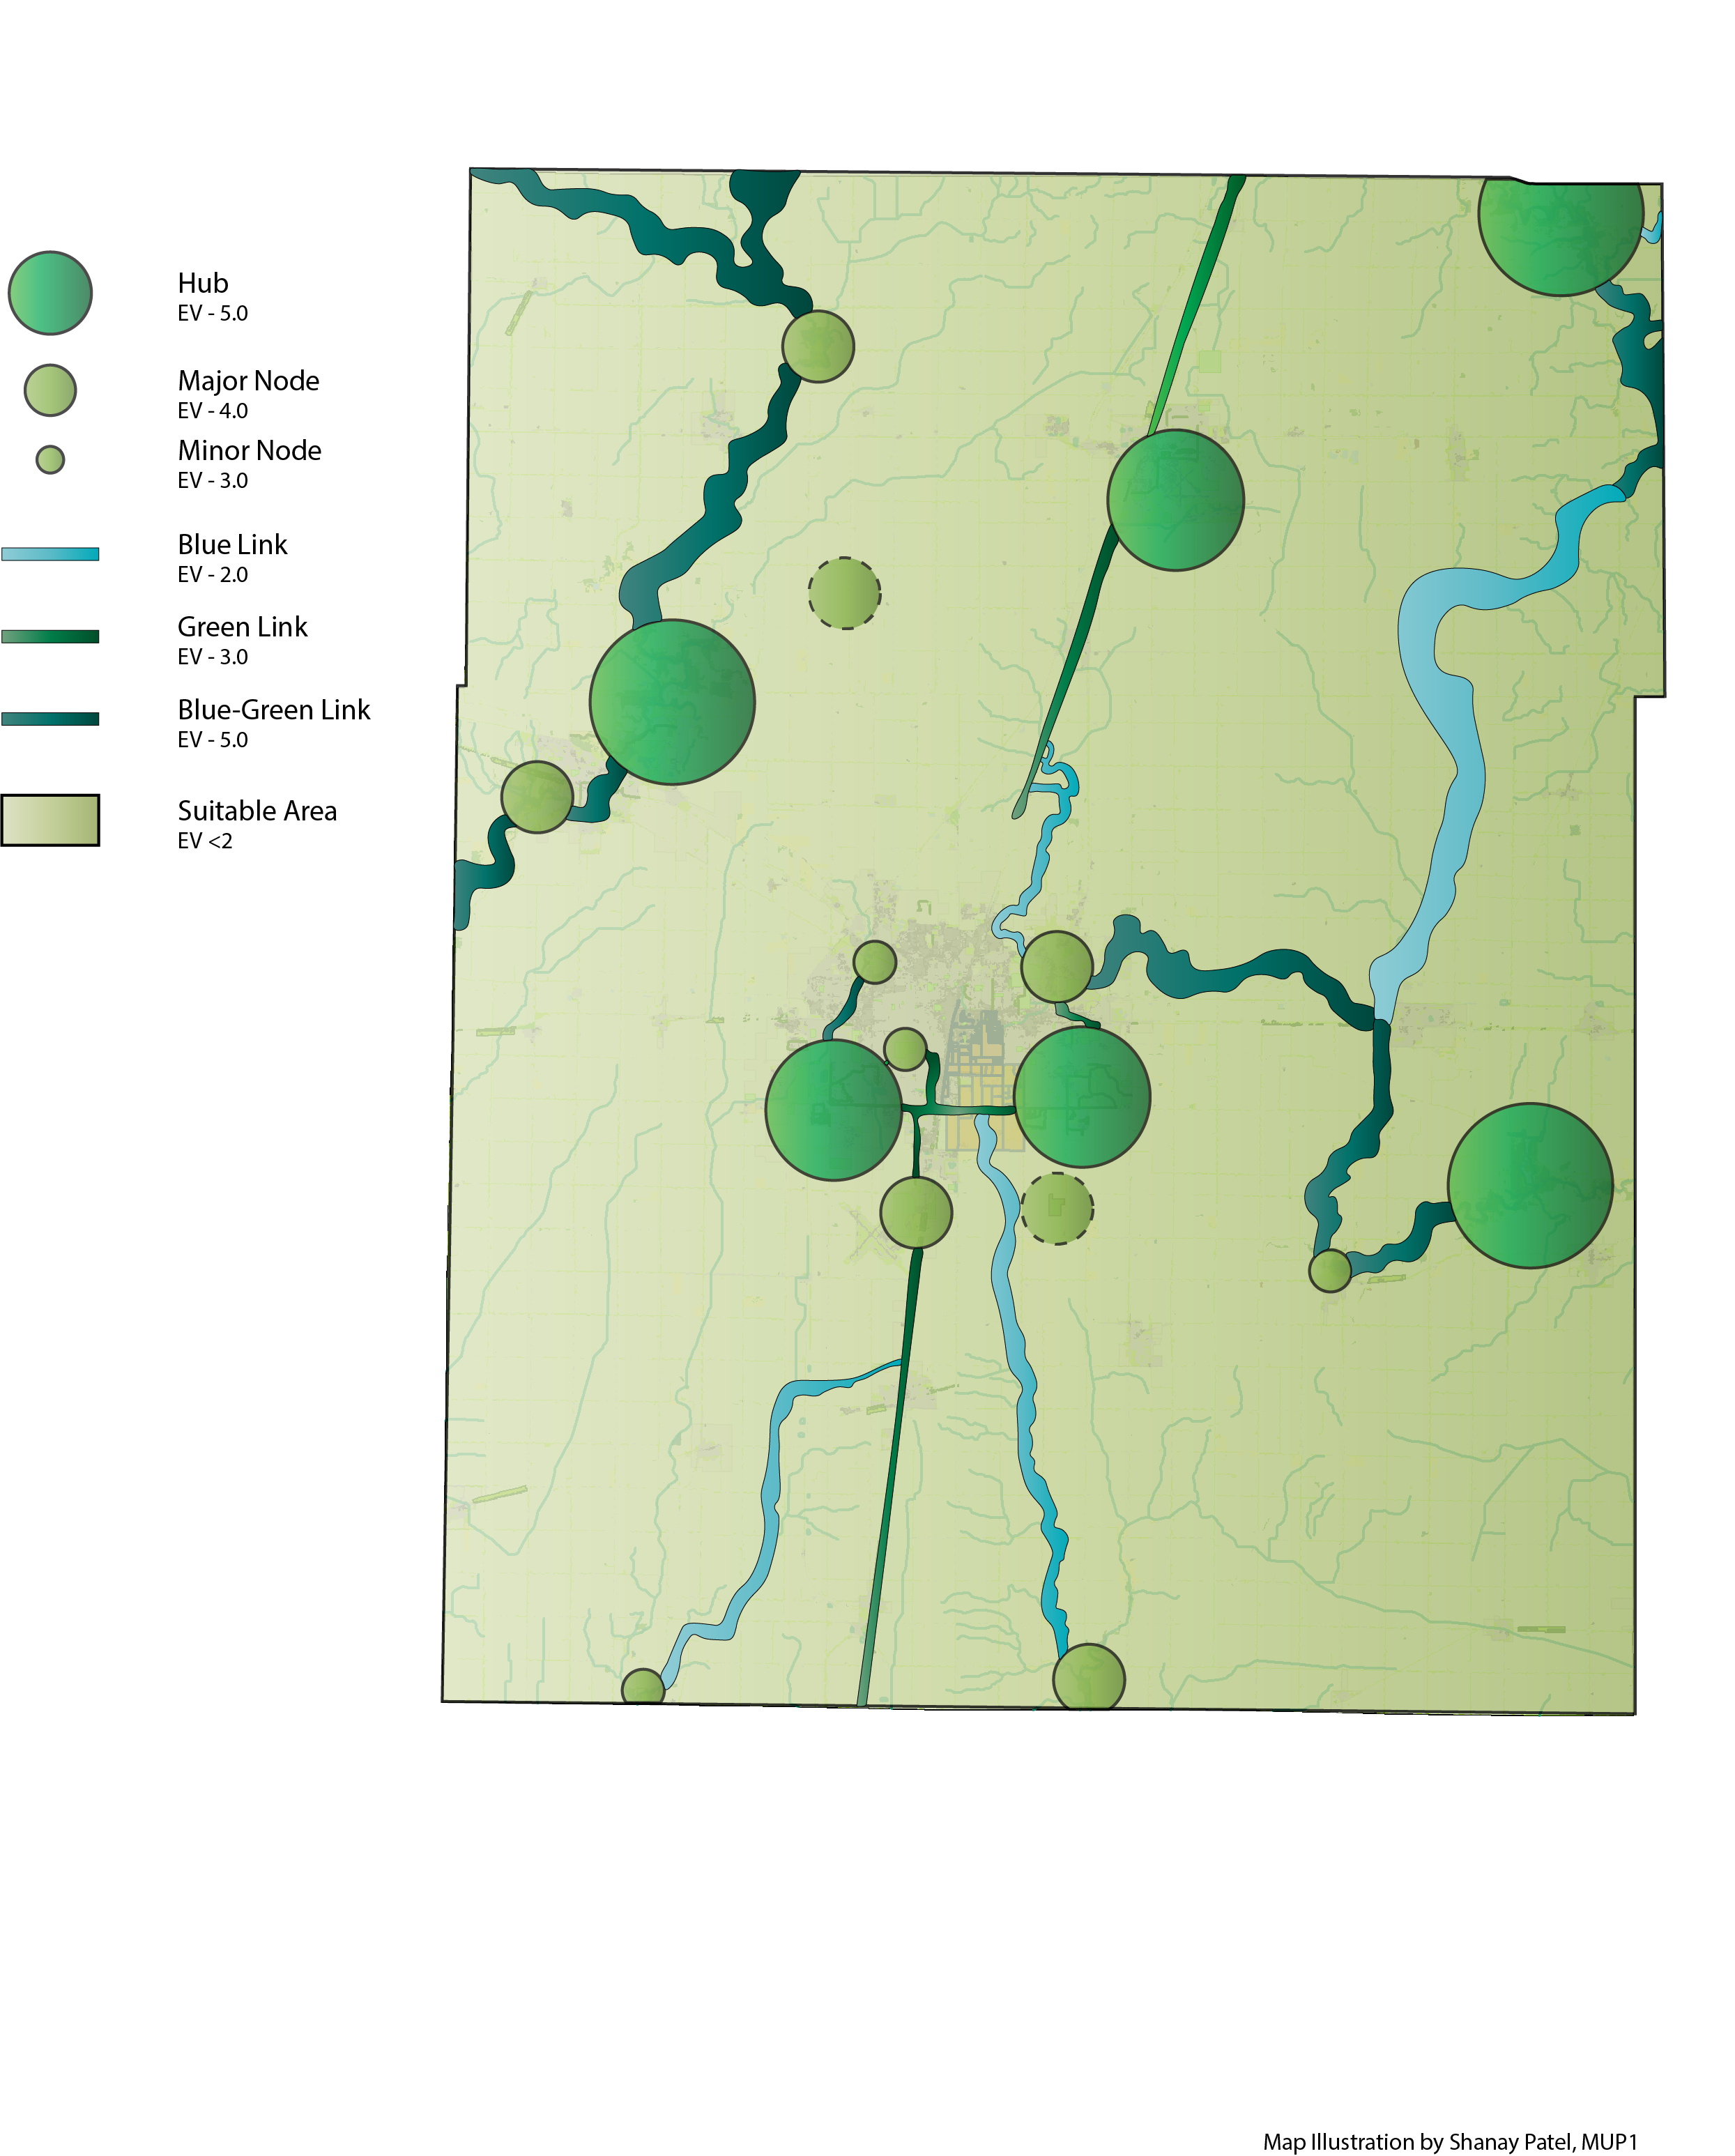 Hub
EV - 5.0
Major Node
EV - 4.0
Minor Node
EV - 3.0
Blue Link
EV - 2.0
Green Link
EV - 3.0
Blue-Green Link
EV - 5.0
Suitable Area
EV <2
Map Illustration by Shanay Patel, MUP1